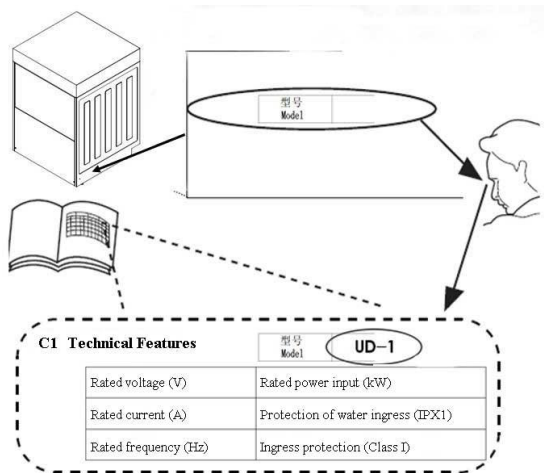 型号
Model
C1 Technical Features
型号
Model
UD-1
Rated voltage (V) Rated power input (kW)
Rated current (A) Protection of water ingress (IPX1)
Rated frequency (Hz) Ingress protection (Class I)